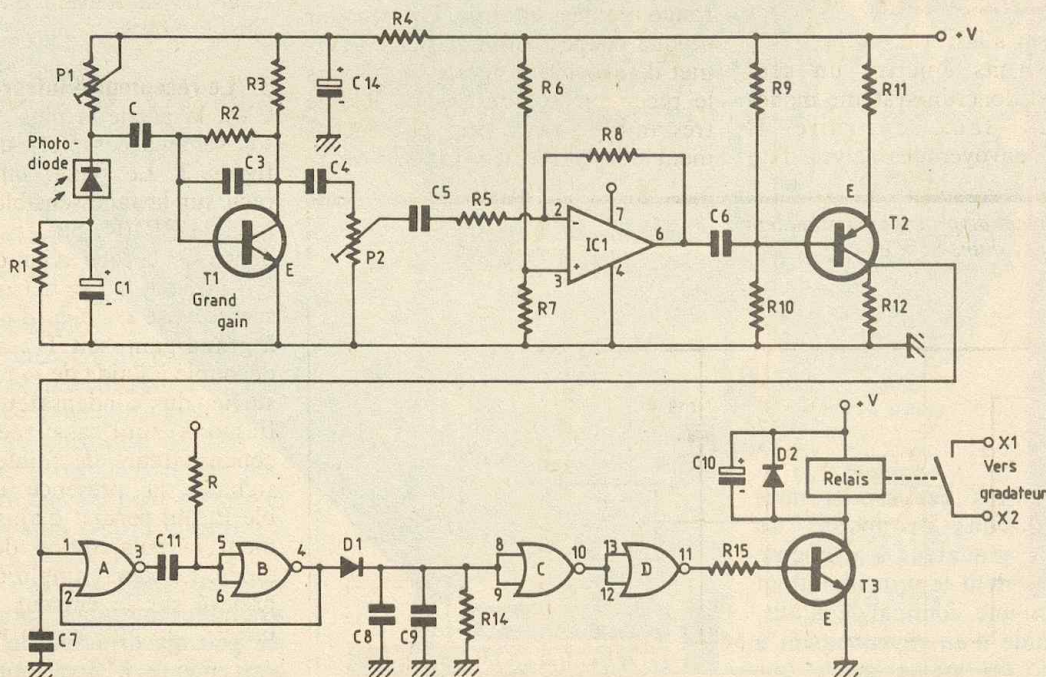 R4
+V
P1
R3
+
C14
-
R6
R9
R11
C
R2
R8
Photo-
diode
C3
C4
C5
R5
2
-
7
IC1
6
C6
E
T2
+
3
4
R1
+
C1
-
T1
Grand
gain
E
P2
R7
R10
R12
+V
C10
+
-
D2
Relais
X1
Vers
gradateur
X2
R
1
A
3
C11
5
B
4
D1
8
C
10
13
D
11
R15
T3
2
6
9
12
E
C7
C8
C9
R14